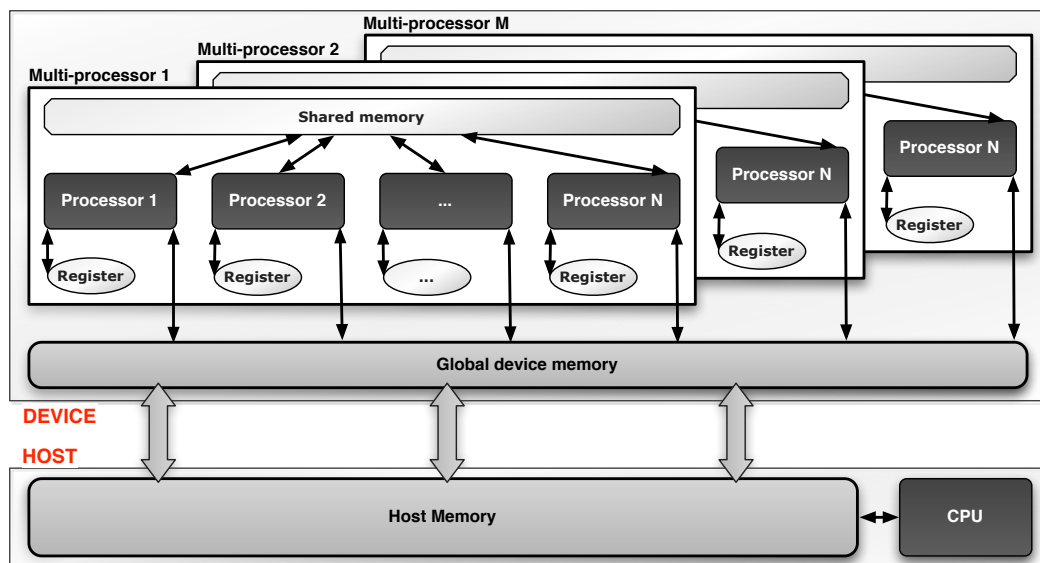 Multi-processor M
Multi-processor 2
Multi-processor 1
Shared memory
Processor 1
Processor 2
...
Processor N
Processor N
Processor N
Register
Register
...
Register
Register
Register
Global device memory
DEVICE
HOST
Host Memory
CPU